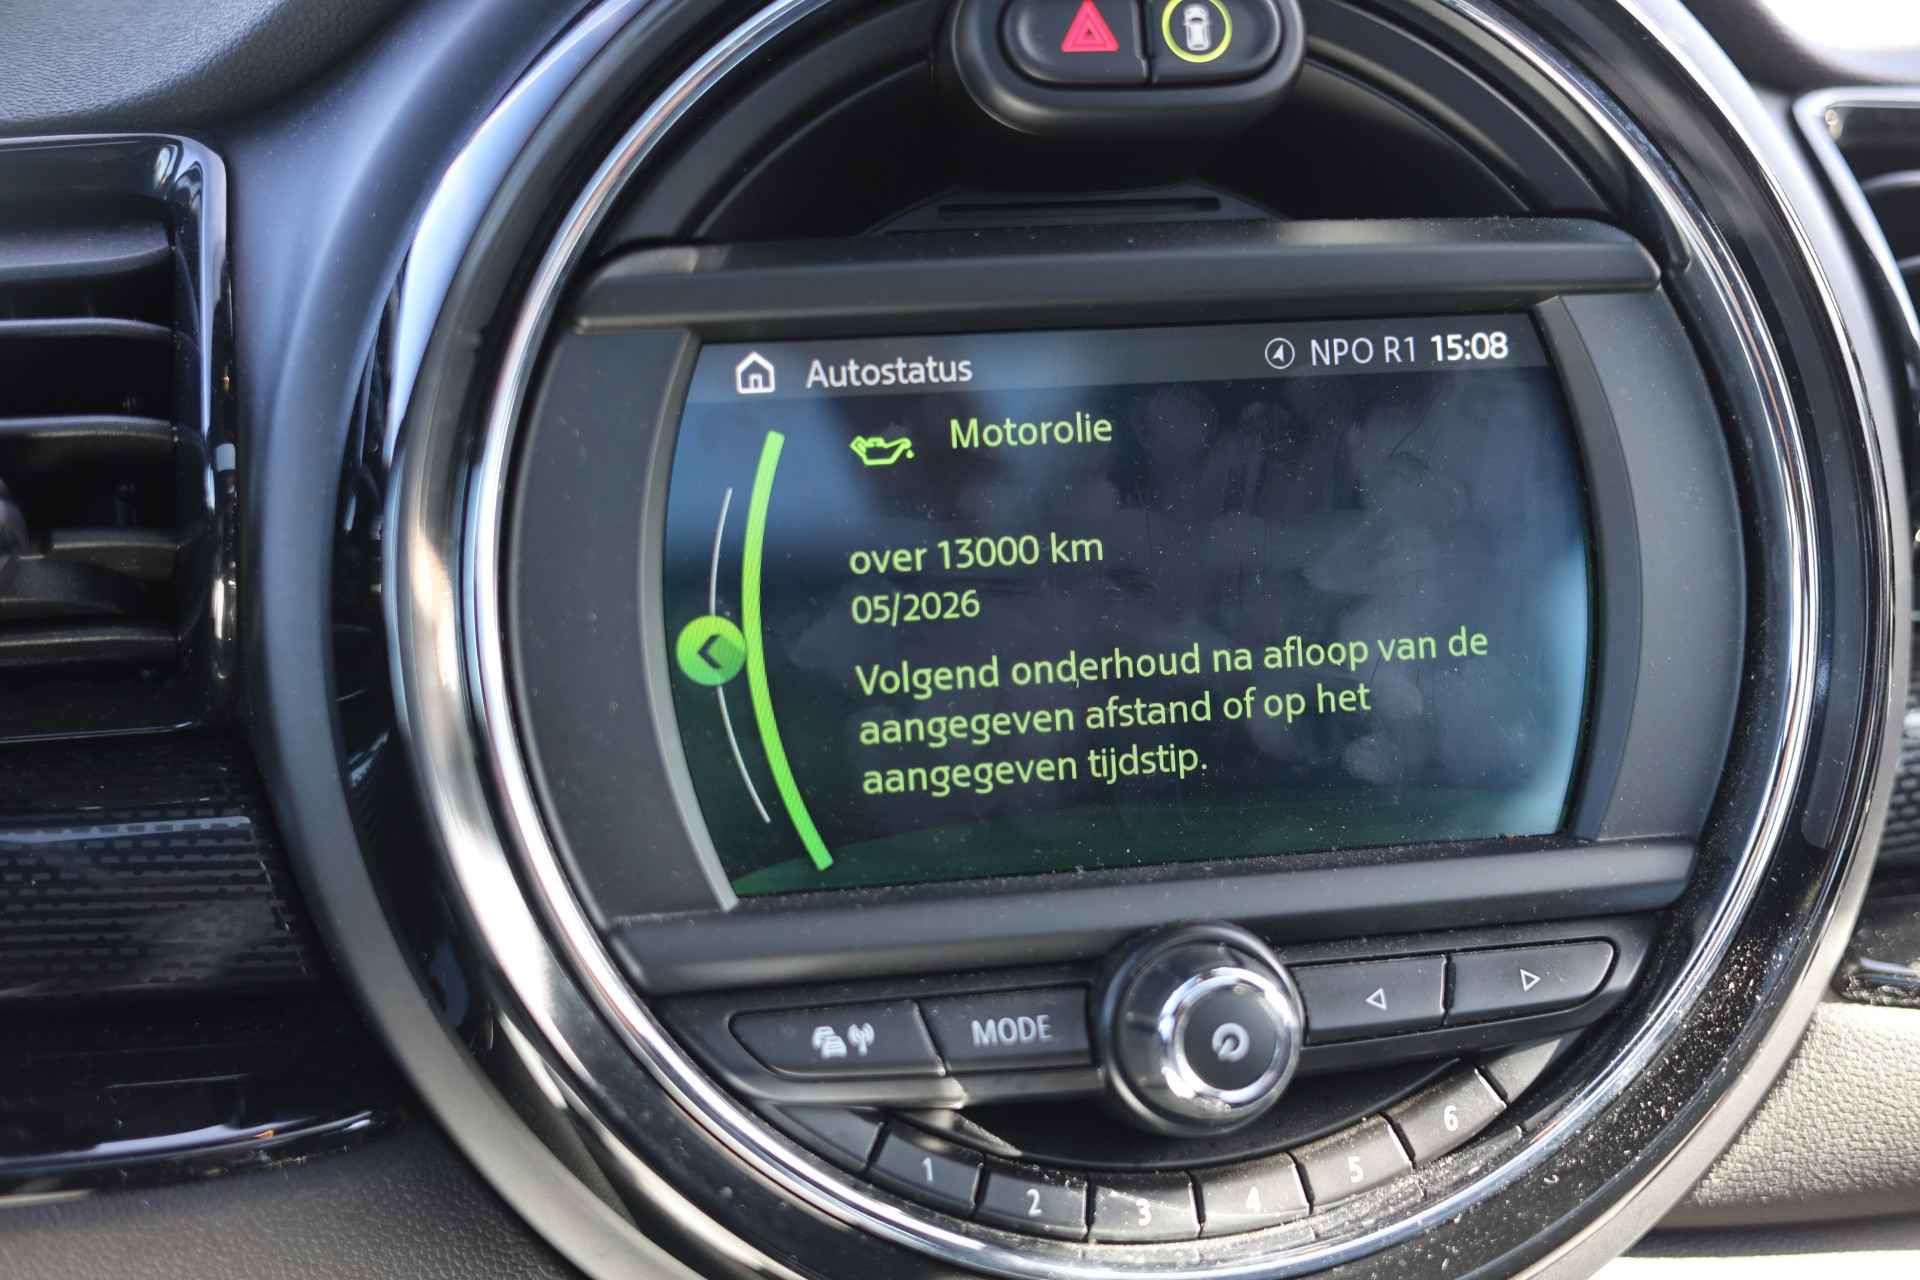 Autostatus NPO R1 15:08
Motorolie
over 13000 km
05/2026
Volgend onderhoud na afloop van de
aangegeven afstand of op het
aangegeven tijdstip.
MODE
1 2 3 4 5 6